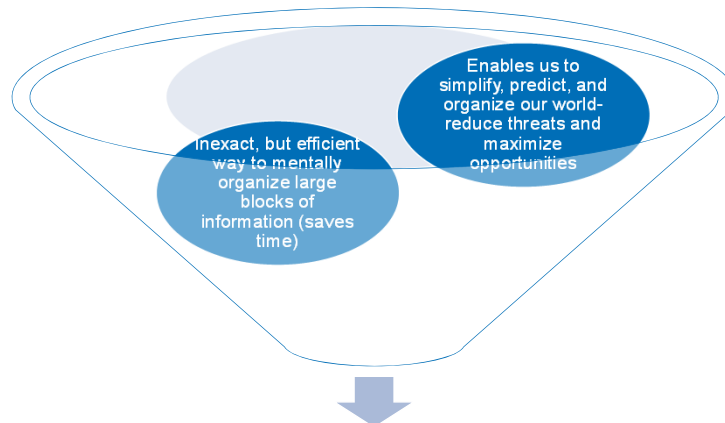 Enables us to
simplify, predict, and
organize our world-
reduce threats and
maximize
opportunities
Inexact, but efficient
way to mentally
organize large
blocks of
information (saves
time)